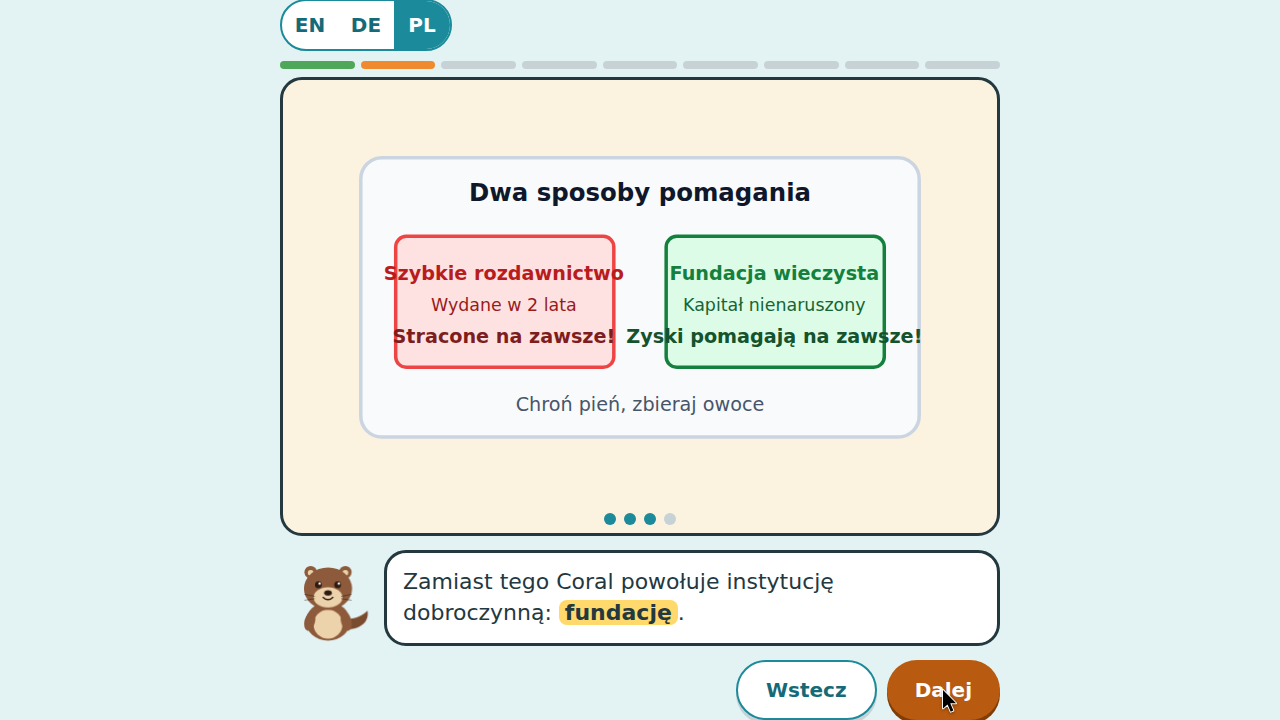 EN DE PL
Dwa sposoby pomagania
Szybkie rozdawnictwo
Wydane w 2 lata
Stracone na zawsze!
Fundacja wieczysta
Kapitał nienaruszony
Zyski pomagają na zawsze!
Chroń pień, zbieraj owoce
Zamiast tego Coral powołuje instytucję
dobroczynną: fundację.
Wstecz
Dalej